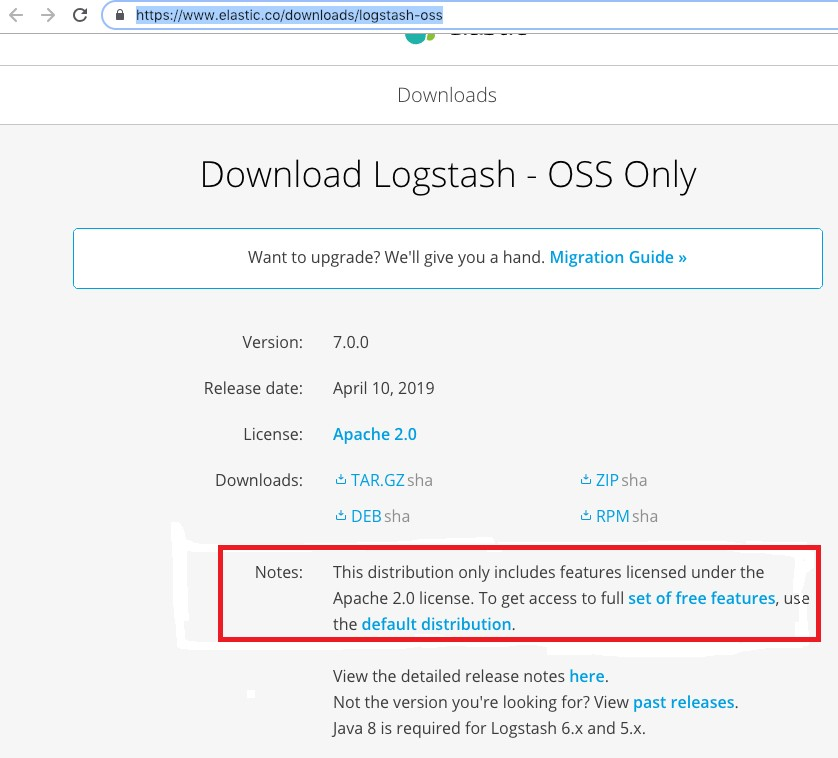 https://www.elastic.co/downloads/logstash-oss
Downloads
Download Logstash - OSS Only
Want to upgrade? We'll give you a hand. Migration Guide »
Version: 7.0.0
Release date: April 10, 2019
License: Apache 2.0
Downloads: TAR.GZ sha ZIP sha
DEB sha RPM sha
Notes: This distribution only includes features licensed under the
Apache 2.0 license. To get access to full set of free features, use
the default distribution.
View the detailed release notes here.
Not the version you're looking for? View past releases.
Java 8 is required for Logstash 6.x and 5.x.